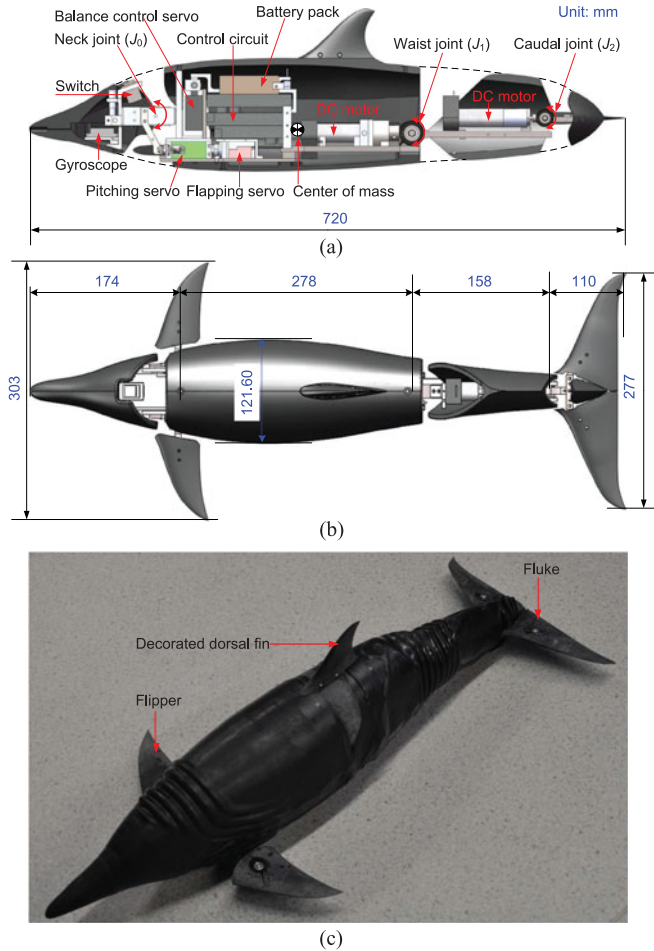 Battery pack
Unit: mm
Balance control servo
Neck joint (J0)
Control circuit
Waist joint (J1)
Caudal joint (J2)
Switch
DC motor
DC motor
Gyroscope
Pitching servo
Flapping servo
Center of mass
720
(a)
174
278
158
110
303
121.60
277
(b)
Fluke
Decorated dorsal fin
Flipper
(c)